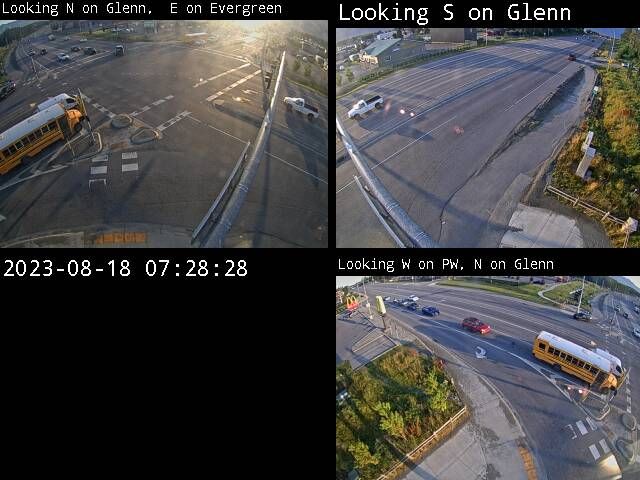 Looking N on Glenn,  E on Evergreen
Looking S on Glenn
2023-08-18 07:28:28
Looking W on PW, N on Glenn